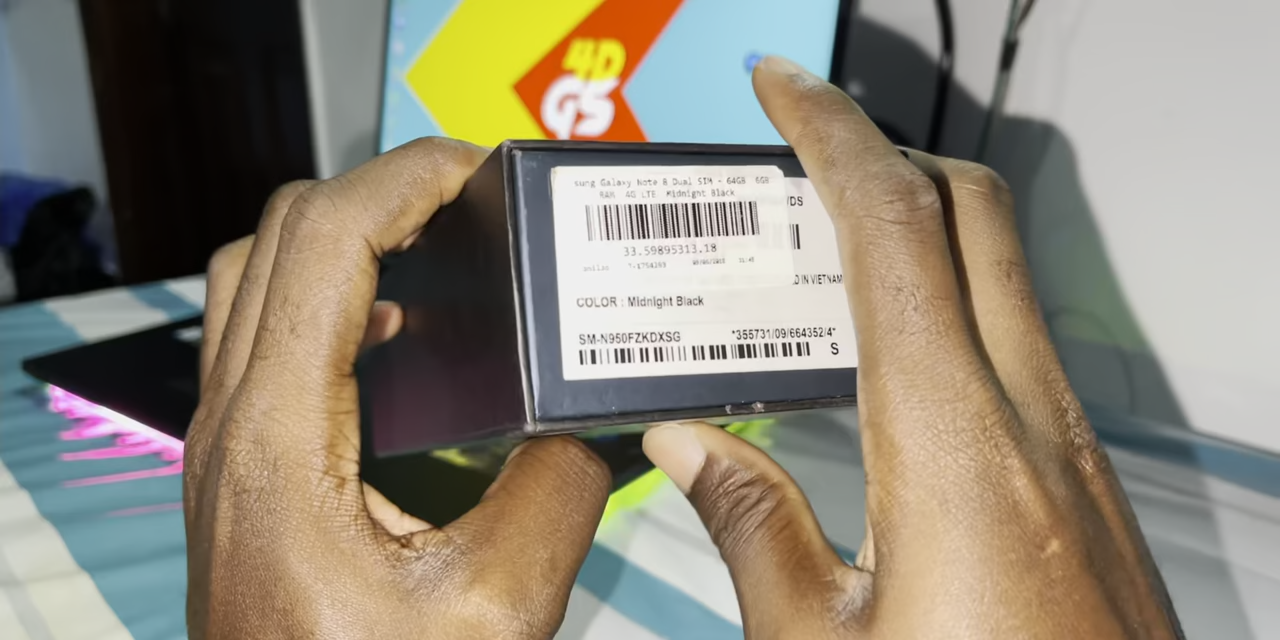 4D
GS
sung Galaxy Note 8 Dual SIM - 64GB 6GB
RAM 4G LTE Midnight Black
/DS
33.59895313.18
D IN VIETNAM
COLOR : Midnight Black
SM-N950FZKDXSG *355731/09/664352/4*
S